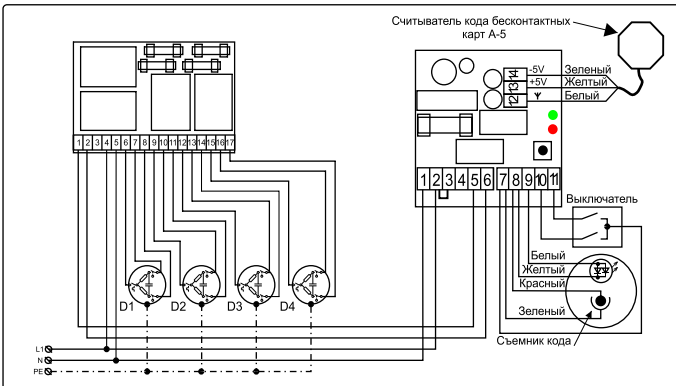 Считыватель кода бесконтактных
карт А-5
14 -5V Зеленый
13 +5V Желтый
12 Белый
1 2 3 4 5 6 7 8 9 10 11 12 13 14 15 16 17
1 2 3 4 5 6 7 8 9 10 11
Выключатель
Белый
Желтый
Красный
Зеленый
Съемник кода
D1 D2 D3 D4
L1
N
PE